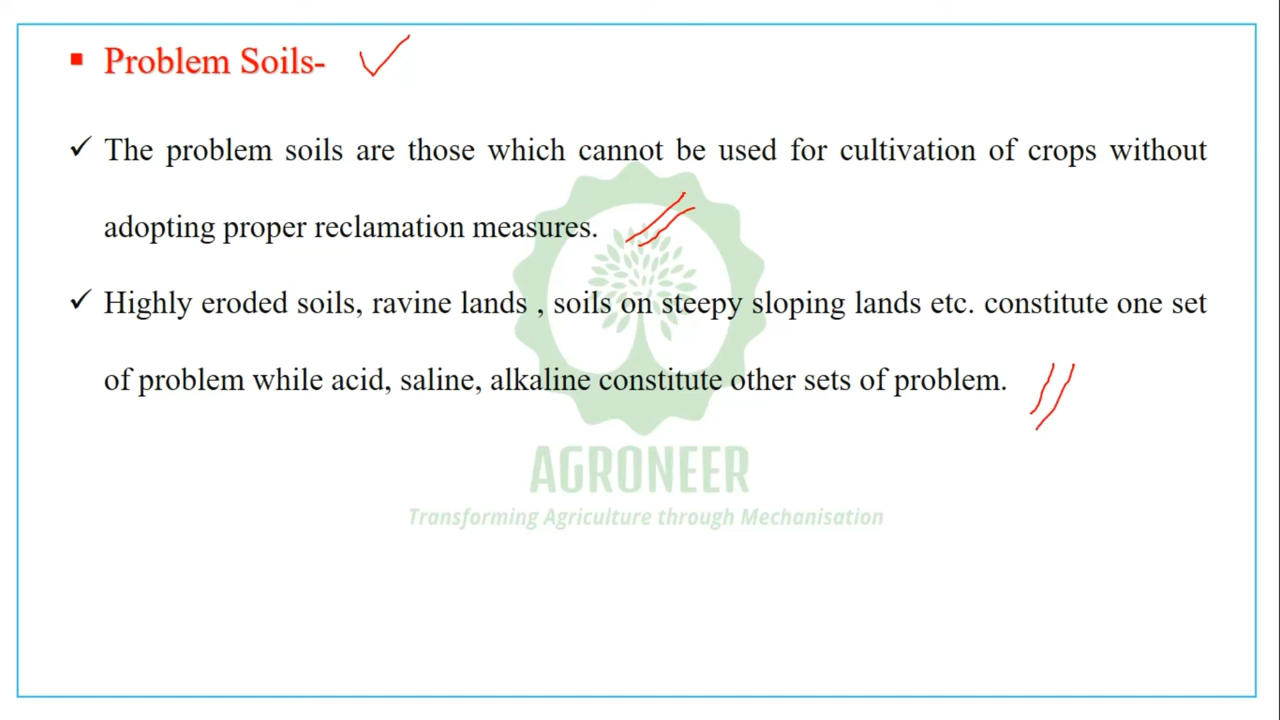 Problem Soils-
The problem soils are those which cannot be used for cultivation of crops without
adopting proper reclamation measures.
Highly eroded soils, ravine lands , soils on steepy sloping lands etc. constitute one set
of problem while acid, saline, alkaline constitute other sets of problem.
AGRONEER
Transforming Agriculture through Mechanisation